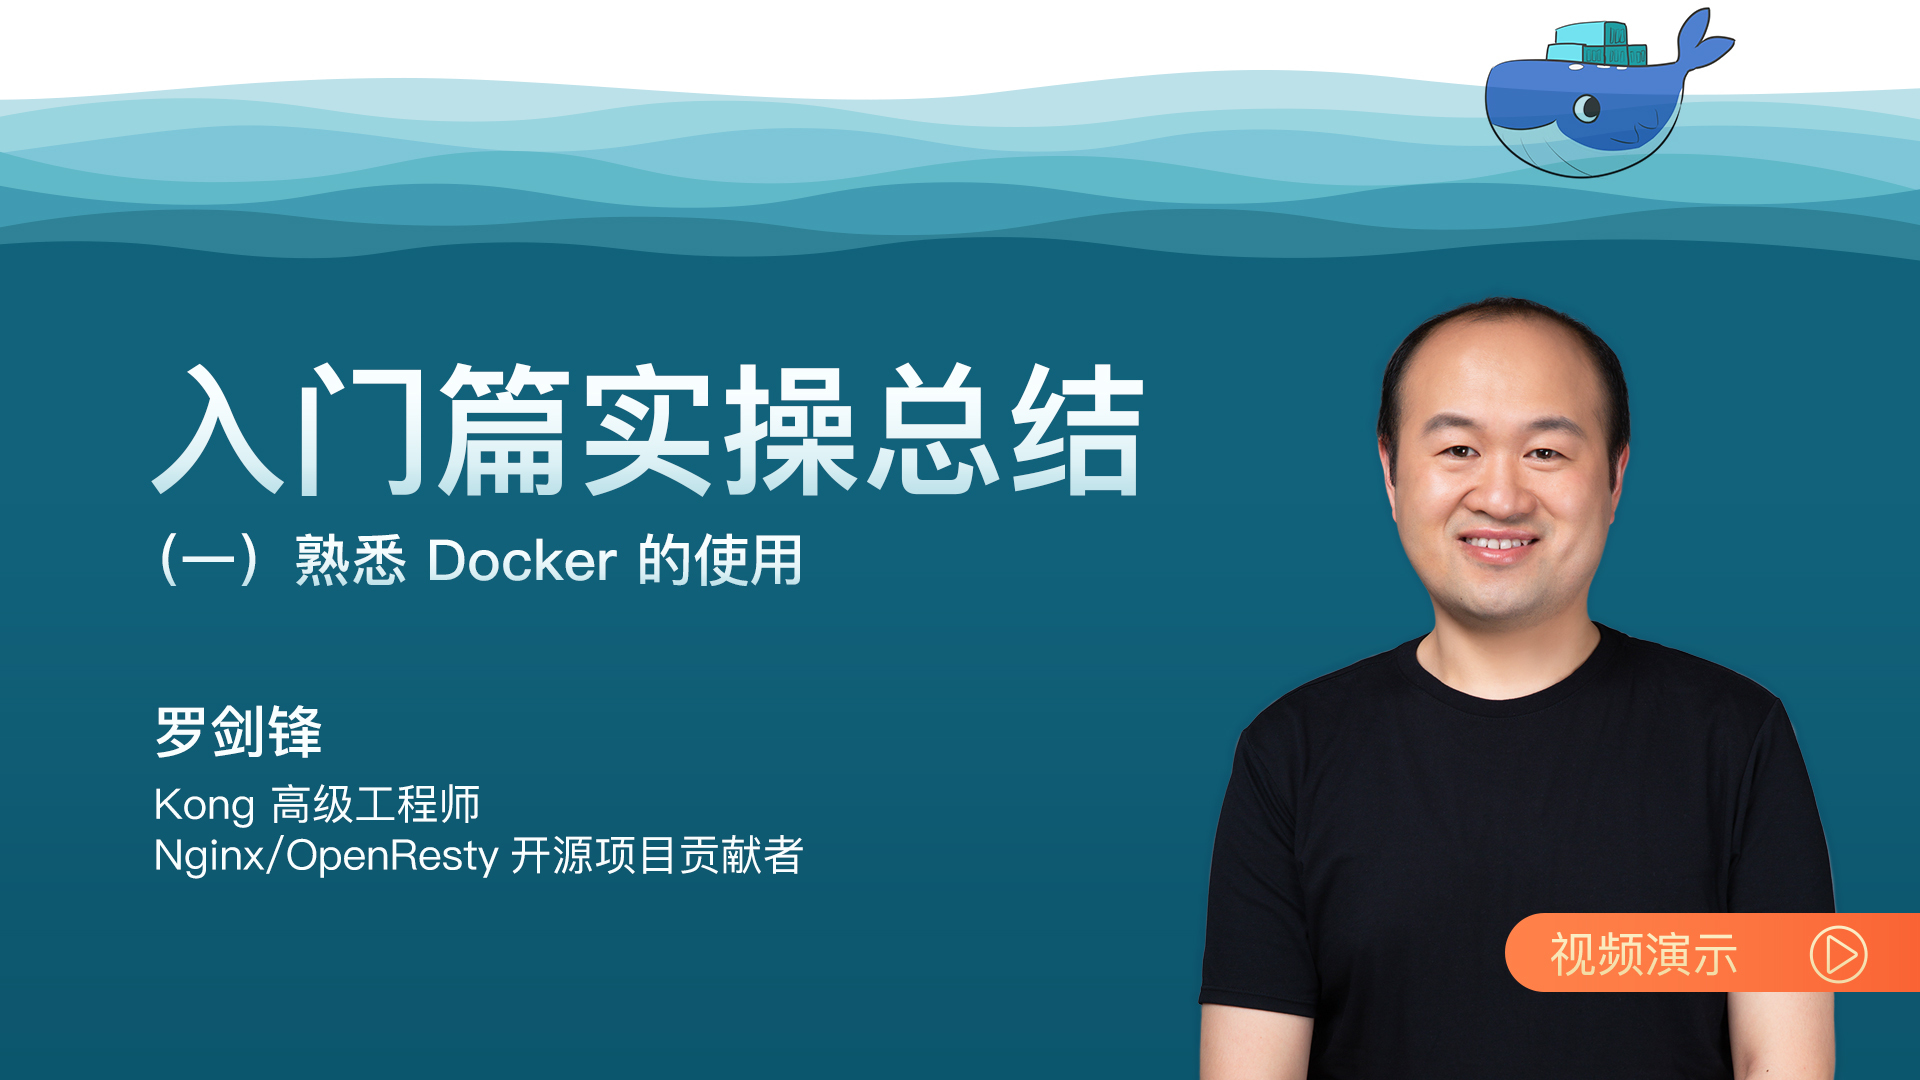 入门篇实操总结
（一）熟悉 Docker 的使用
罗剑锋
Kong 高级工程师
Nginx/OpenResty 开源项目贡献者
视频演示